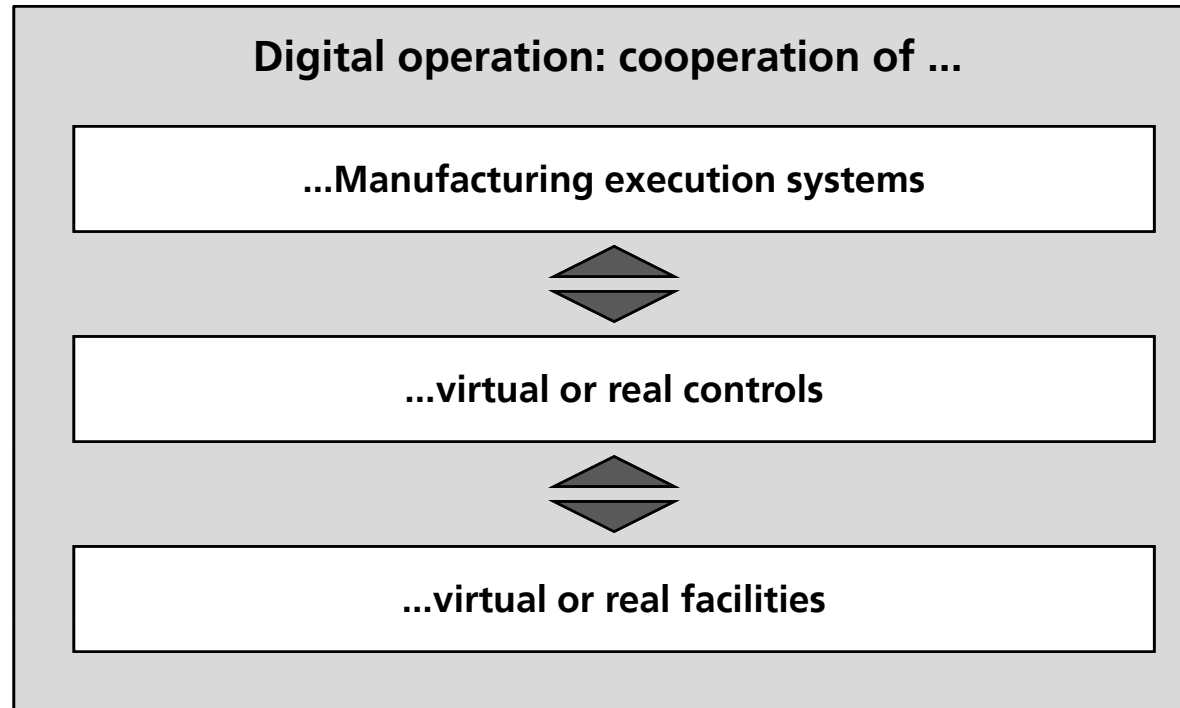 Digital operation: cooperation of ...
...Manufacturing execution systems
...virtual or real controls
...virtual or real facilities